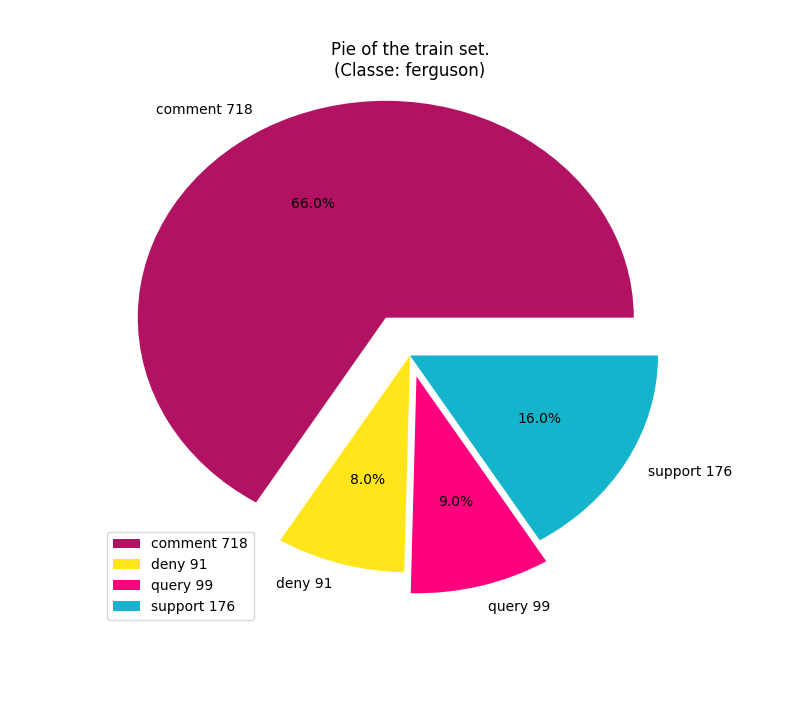 Pie of the train set.
(Classe: ferguson)
comment 718
66.0%
16.0%
support 176
8.0%
9.0%
deny 91
query 99
comment 718
deny 91
query 99
support 176